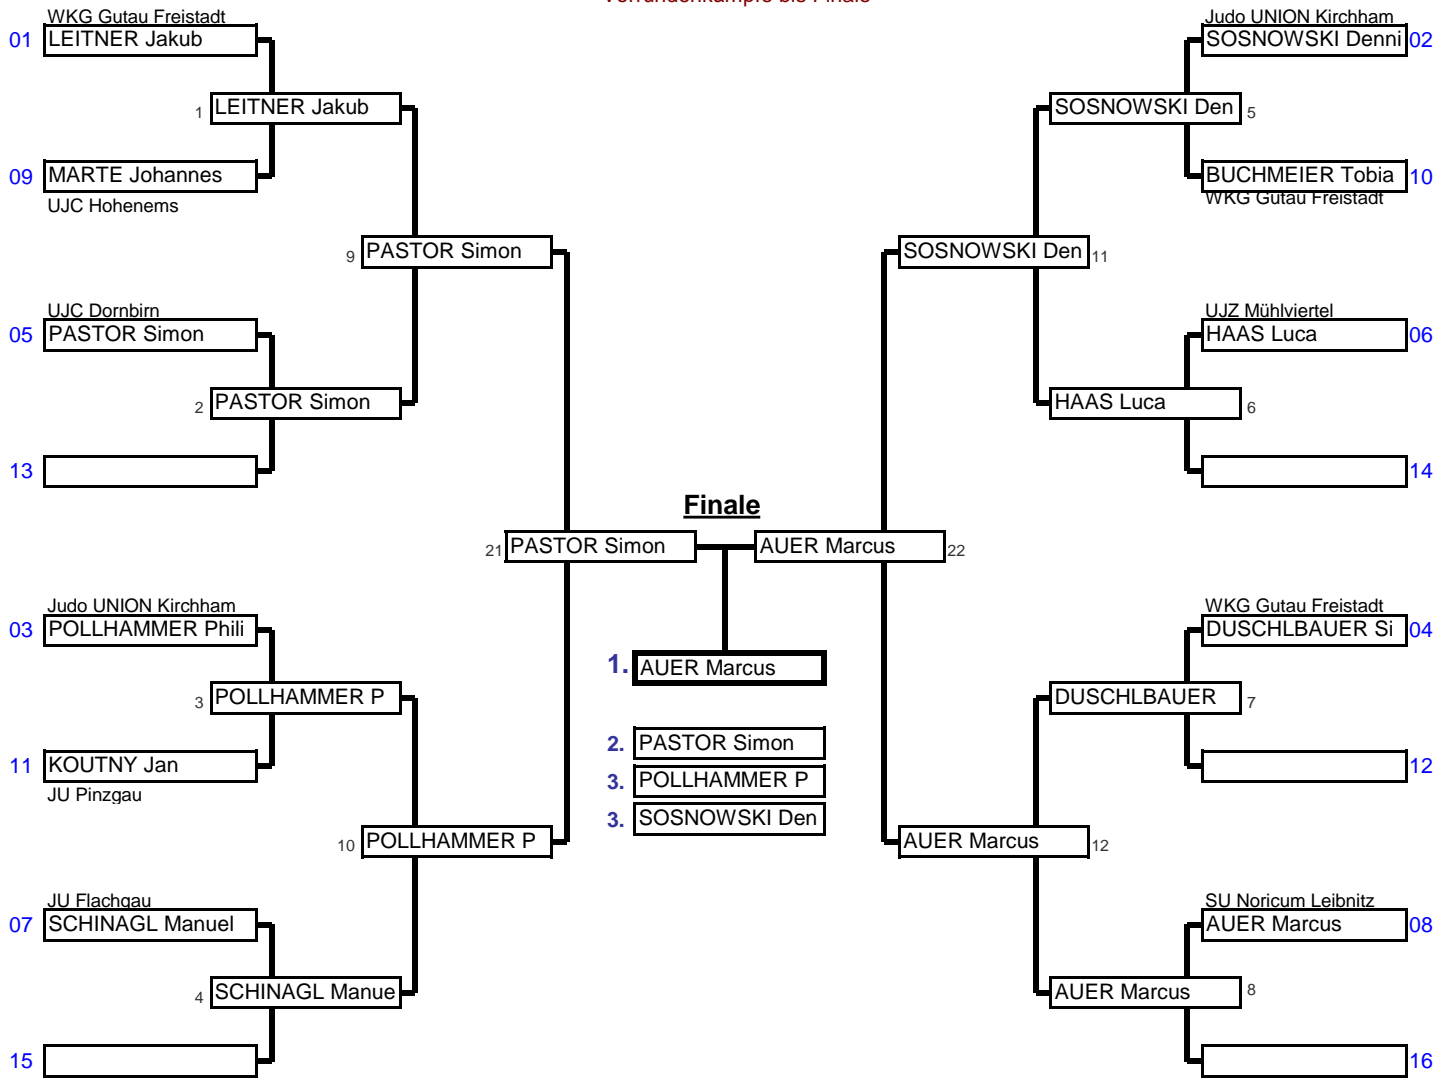 Vorrundenkämpfe bis Finale
WKG Gutau Freistadt
01 LEITNER Jakub
1 LEITNER Jakub
09 MARTE Johannes
UJC Hohenems
9 PASTOR Simon
UJC Dornbirn
05 PASTOR Simon
2 PASTOR Simon
13
21 PASTOR Simon
Judo UNION Kirchham
03 POLLHAMMER Phili
3 POLLHAMMER P
11 KOUTNY Jan
JU Pinzgau
10 POLLHAMMER P
JU Flachgau
07 SCHINAGL Manuel
4 SCHINAGL Manue
15
Finale
1. AUER Marcus
2. PASTOR Simon
3. POLLHAMMER P
3. SOSNOWSKI Den
Judo UNION Kirchham
SOSNOWSKI Denni 02
SOSNOWSKI Den 5
BUCHMEIER Tobia 10
WKG Gutau Freistadt
SOSNOWSKI Den 11
UJZ Mühlviertel
HAAS Luca 06
HAAS Luca 6
14
AUER Marcus 22
WKG Gutau Freistadt
DUSCHLBAUER Si 04
DUSCHLBAUER 7
12
AUER Marcus 12
SU Noricum Leibnitz
AUER Marcus 08
AUER Marcus 8
16